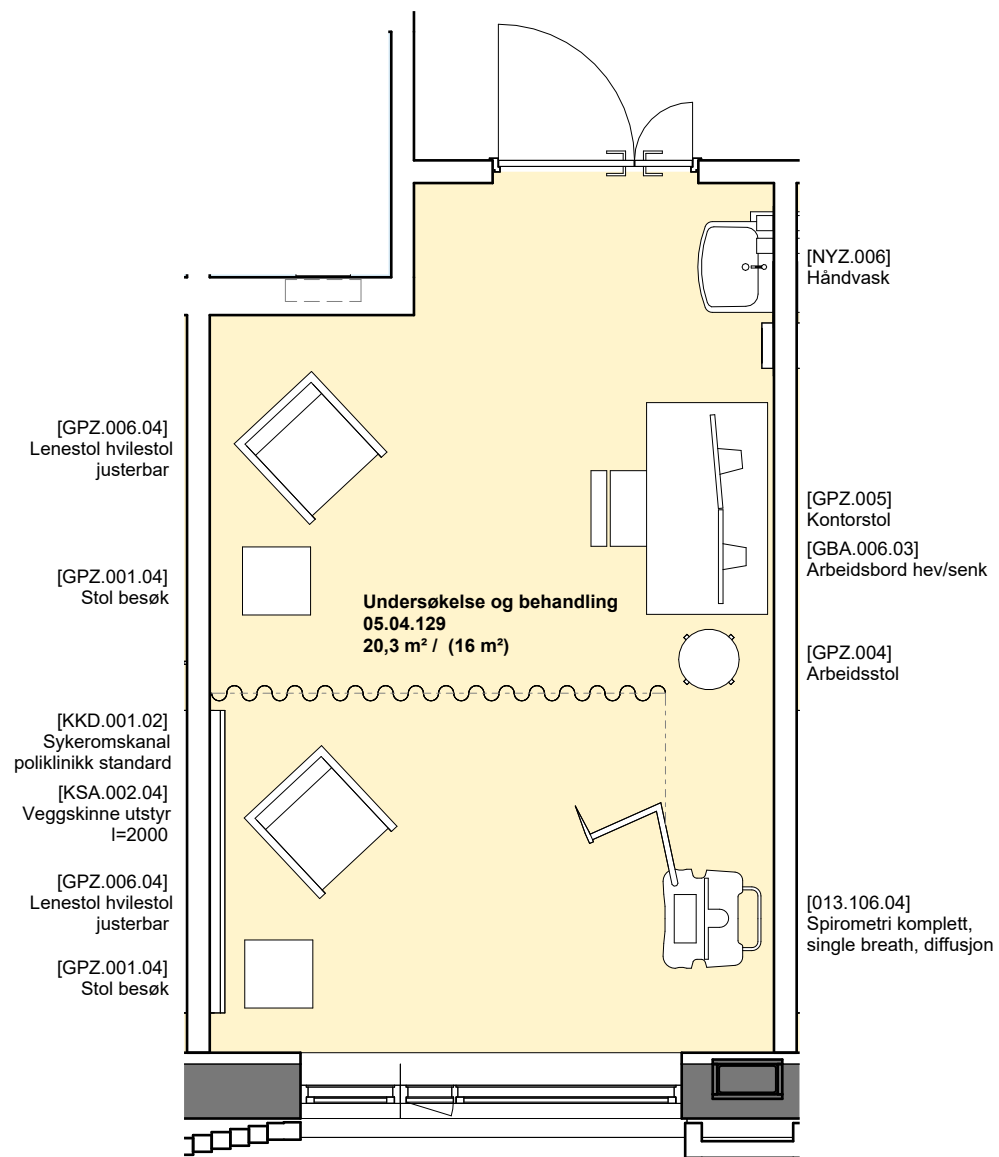 [NYZ.006]
Håndvask
[GPZ.006.04]
Lenestol hvilestol
justerbar
[GPZ.005]
Kontorstol
[GBA.006.03]
Arbeidsbord hev/senk
[GPZ.001.04]
Stol besøk
Undersøkelse og behandling
05.04.129
20,3 m² / (16 m²)
[GPZ.004]
Arbeidsstol
[KKD.001.02]
Sykeromskanal
poliklinikk standard
[KSA.002.04]
Veggskinne utstyr
l=2000
[GPZ.006.04]
Lenestol hvilestol
justerbar
[013.106.04]
Spirometri komplett,
single breath, diffusjon
[GPZ.001.04]
Stol besøk